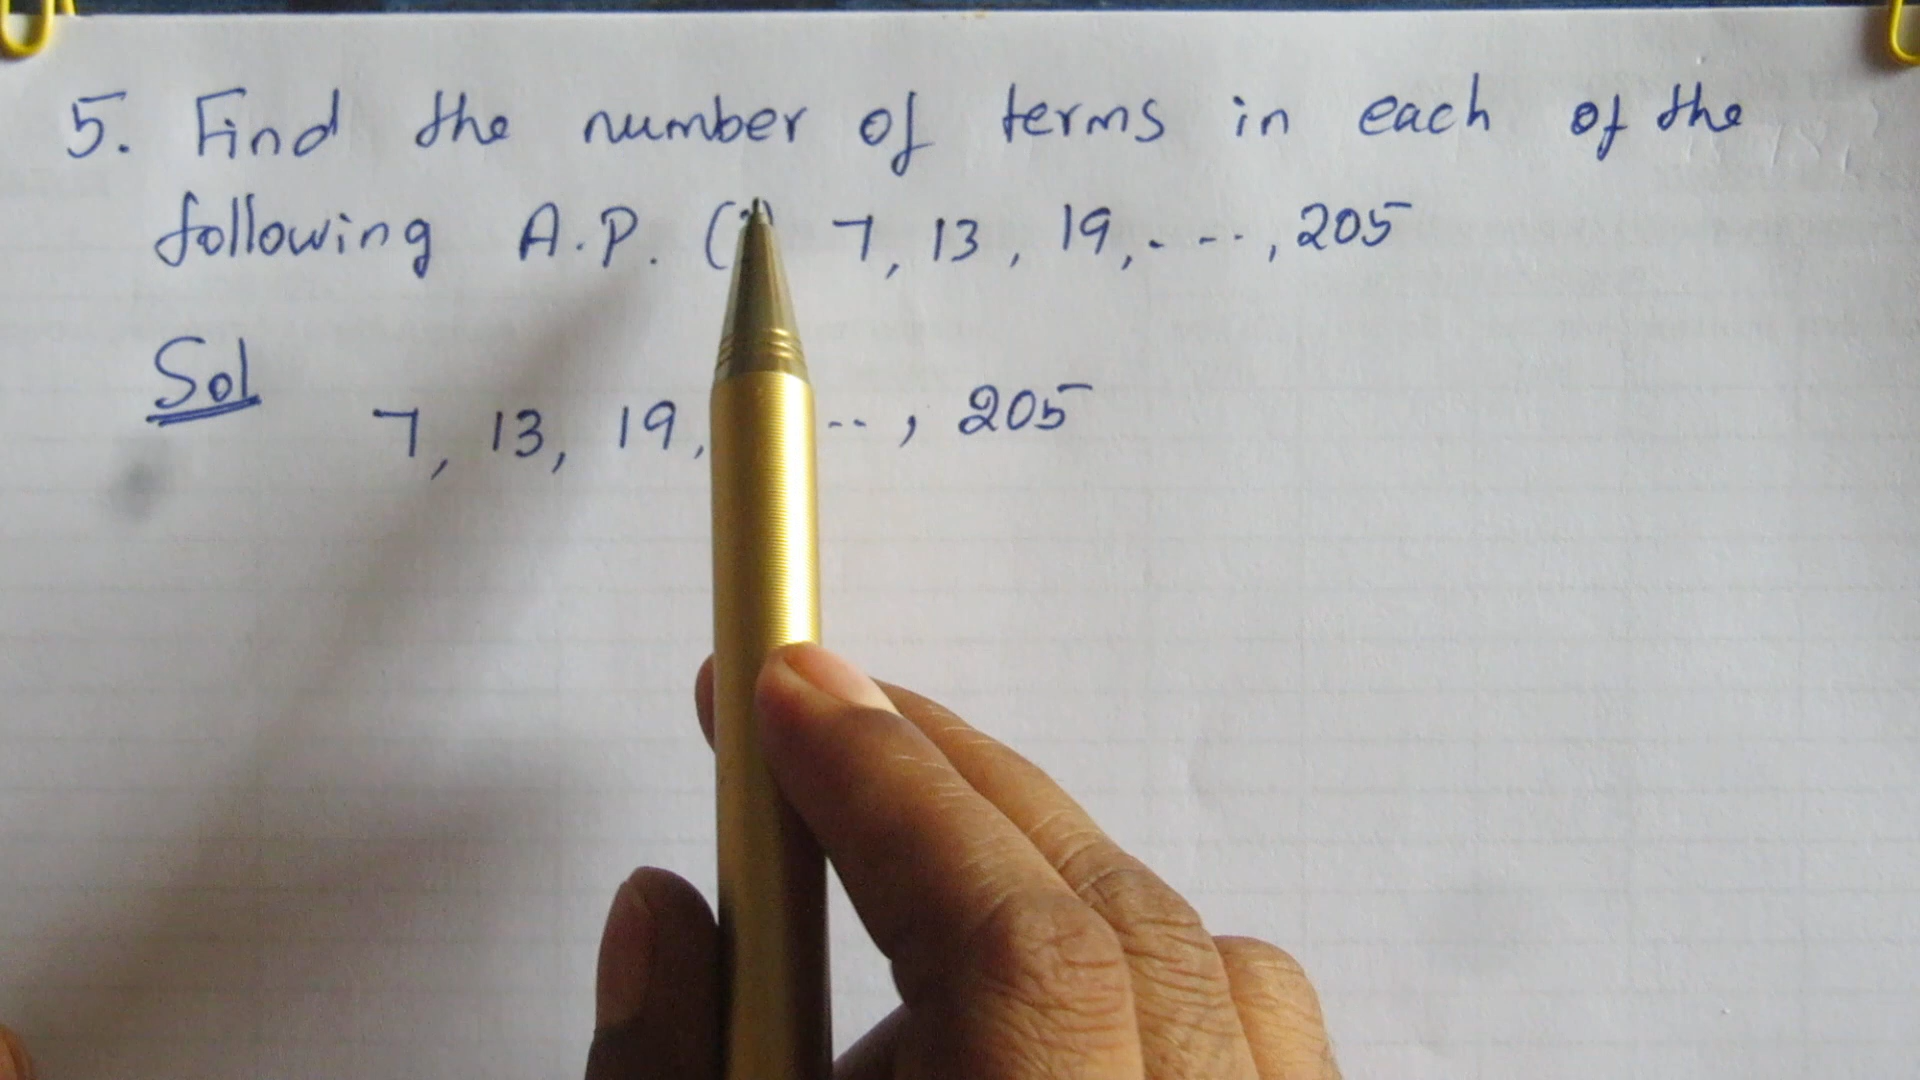 5. Find the number of terms in each of the
following A.P. ( ) 7, 13, 19, . - - . , 205
Sol
7, 13, 19, - - , 205